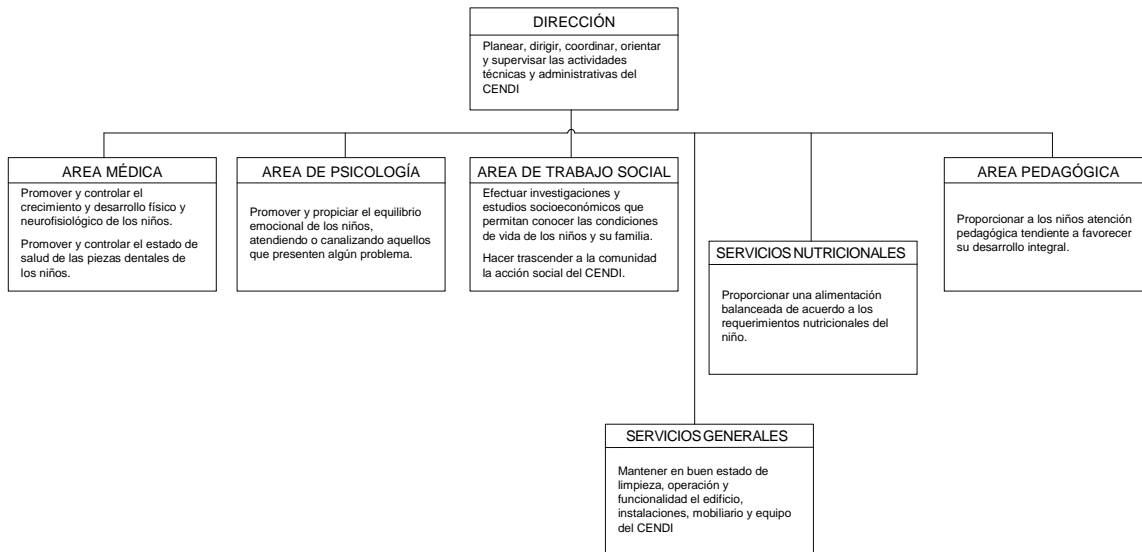 DIRECCIÓN
Planear, dirigir, coordinar, orientar
y supervisar las actividades
técnicas y administrativas del
CENDI
AREA MÉDICA
Promover y controlar el
crecimiento y desarrollo físico y
neurofisiológico de los niños.
Promover y controlar el estado de
salud de las piezas dentales de
los niños.
AREA DE PSICOLOGÍA
Promover y propiciar el equilibrio
emocional de los niños,
atendiendo o canalizando aquellos
que presenten algún problema.
AREA DE TRABAJO SOCIAL
Efectuar investigaciones y
estudios socioeconómicos que
permitan conocer las condiciones
de vida de los niños y su familia.
Hacer trascender a la comunidad
la acción social del CENDI.
SERVICIOS NUTRICIONALES
Proporcionar una alimentación
balanceada de acuerdo a los
requerimientos nutricionales del
niño.
AREA PEDAGÓGICA
Proporcionar a los niños atención
pedagógica tendiente a favorecer
su desarrollo integral.
SERVICIOS GENERALES
Mantener en buen estado de
limpieza, operación y
funcionalidad el edificio,
instalaciones, mobiliario y equipo
del CENDI